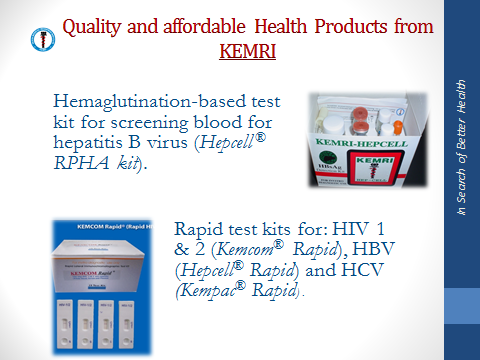 Quality and affordable Health Products from
KEMRI
Hemaglutination-based test
kit for screening blood for
hepatitis B virus (Hepcell®
RPHA kit).
KEMRI-HEPCELL
KEMRI
HBsAg
KEMCOM Rapid® (Rapid
KEMCOM Rapid
Rapid test kits for: HIV 1
& 2 (Kemcom® Rapid), HBV
(Hepcell® Rapid) and HCV
(Kempac® Rapid).
In Search of Better Health